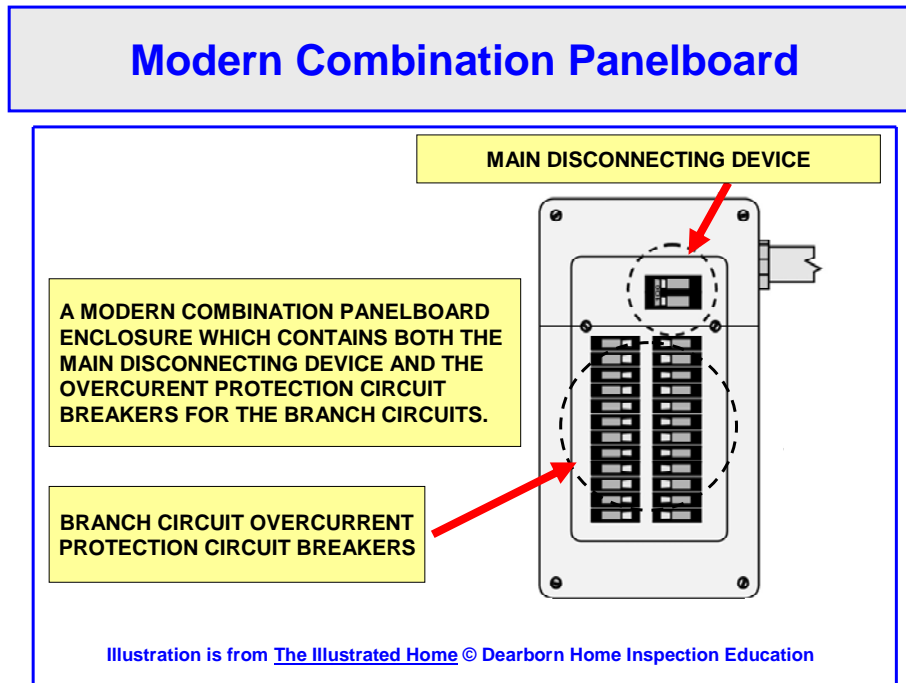 Modern Combination Panelboard
MAIN DISCONNECTING DEVICE
A MODERN COMBINATION PANELBOARD
ENCLOSURE WHICH CONTAINS BOTH THE
MAIN DISCONNECTING DEVICE AND THE
OVERCURENT PROTECTION CIRCUIT
BREAKERS FOR THE BRANCH CIRCUITS.
BRANCH CIRCUIT OVERCURRENT
PROTECTION CIRCUIT BREAKERS
Illustration is from The Illustrated Home © Dearborn Home Inspection Education